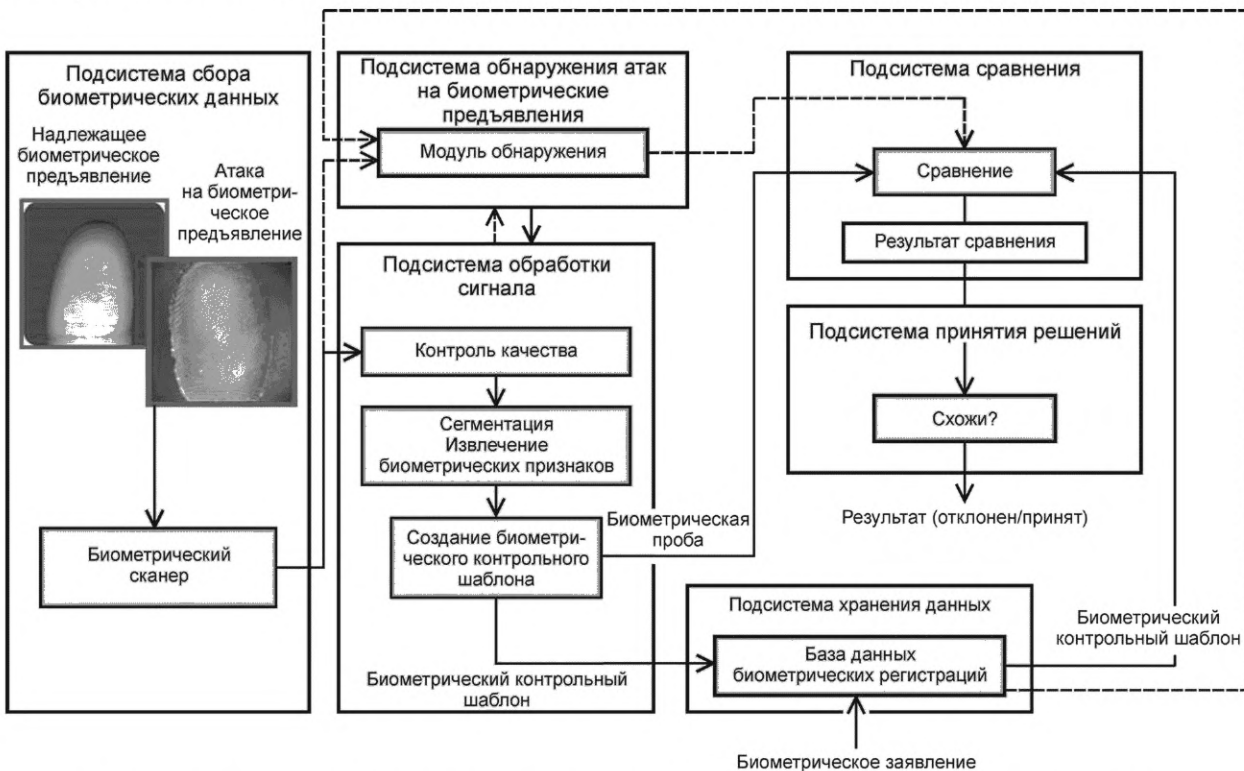 Подсистема сбора
биометрических данных
Надлежащее
биометрическое
предъявление
Атака
на биометри-
ческое
предъявление
Биометрический
сканер
Подсистема обнаружения атак
на биометрические
предъявления
Модуль обнаружения
Подсистема обработки
сигнала
Контроль качества
Сегментация
Извлечение
биометрических признаков
Создание биометри-
ческого контрольного
шаблона
Биометрический контрольный
шаблон
Биометрическая
проба
Подсистема сравнения
Сравнение
Результат сравнения
Подсистема принятия решений
Схожи?
Результат (отклонен/принят)
Подсистема хранения данных
База данных
биометрических регистраций
Биометрический
контрольный шаблон
Биометрическое заявление